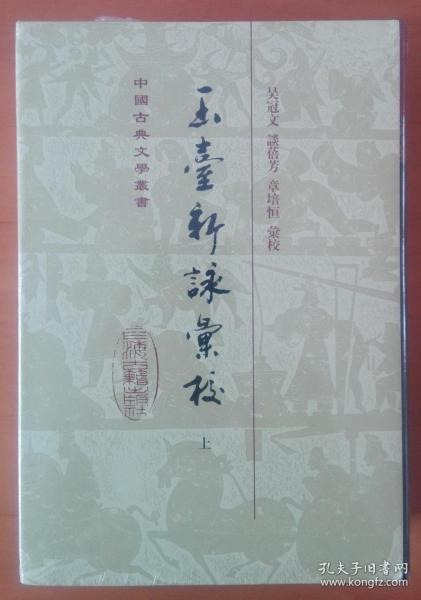 吴冠文 談蓓芳 章培恒 彙校
玉臺新詠彙校
上
中國古典文學叢書
上海古籍出版社
孔夫子旧书网
www.kongfz.com